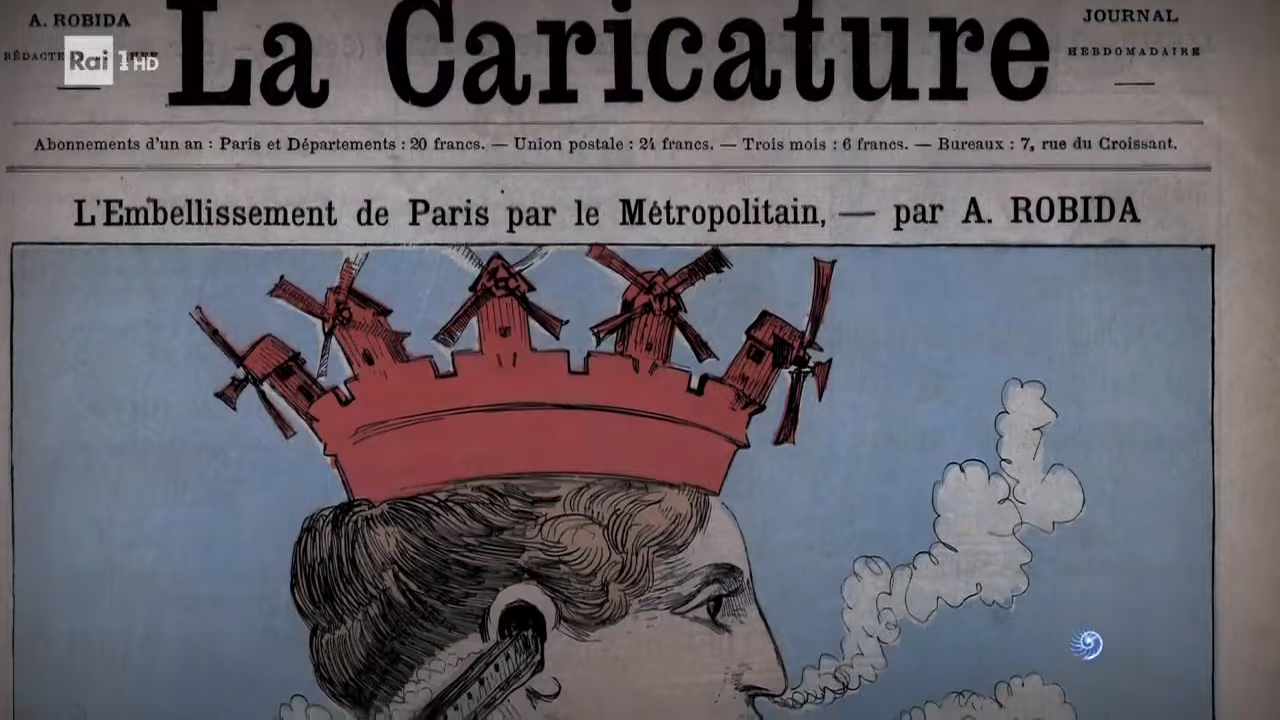 A. ROBIDA
La Caricature
JOURNAL
HEBDOMADAIRE
Rai 1 HD
Abonnements d'un an : Paris et Départements : 20 francs. — Union postale : 24 francs. — Trois mois : 6 francs. — Bureaux : 7, rue du Croissant.
L'Embellissement de Paris par le Métropolitain, — par A. ROBIDA